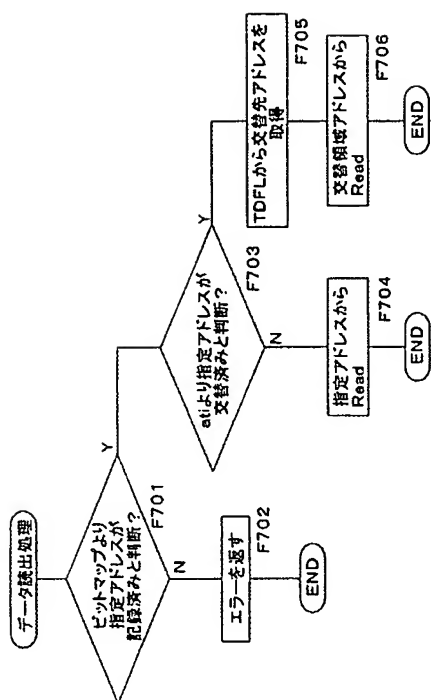 データ読出処理
ビットマップより
指定アドレスが
記録済みと判断?
F701
Y
N
エラーを返す
F702
END
atiより指定アドレスが
交替済みと判断?
F703
Y
N
指定アドレスから
Read
F704
END
TDFLから交替先アドレスを
取得
F705
交替領域アドレスから
Read
F706
END